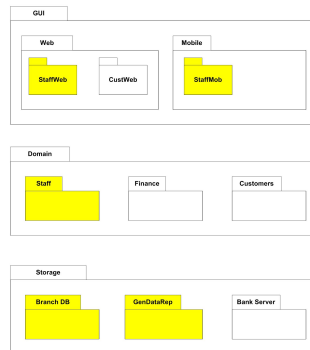 GUI
Web
Mobile
StaffWeb
CustWeb
StaffMob
Domain
Staff
Finance
Customers
Storage
Branch DB
GenDataRep
Bank Server